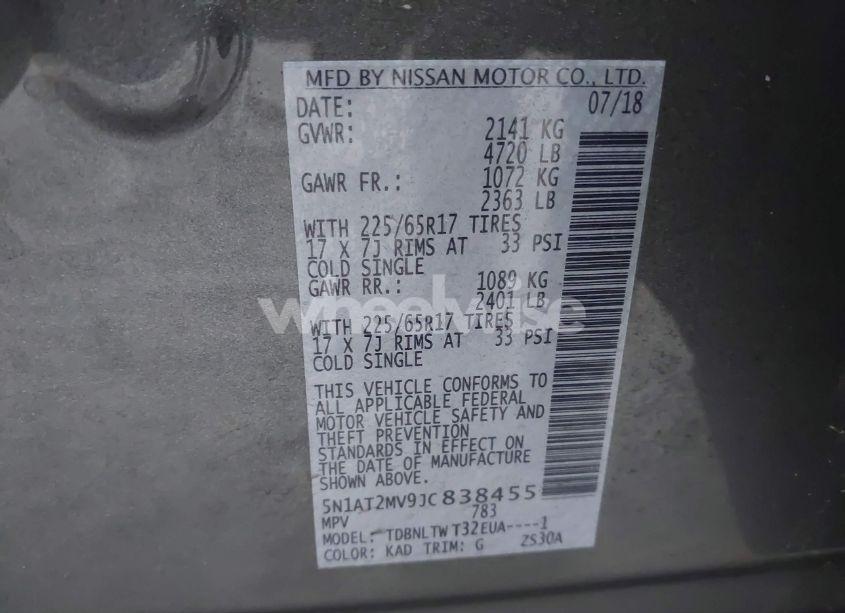 MFD BY NISSAN MOTOR CO., LTD.
DATE: 07/18
GVWR: 2141 KG
4720 LB
GAWR FR.: 1072 KG
2363 LB
WITH 225/65R17 TIRES
17 X 7J RIMS AT 33 PSI
COLD SINGLE
GAWR RR.: 1089 KG
2401 LB
WITH 225/65R17 TIRES
17 X 7J RIMS AT 33 PSI
COLD SINGLE
THIS VEHICLE CONFORMS TO
ALL APPLICABLE FEDERAL
MOTOR VEHICLE SAFETY AND
THEFT PREVENTION
STANDARDS IN EFFECT ON
THE DATE OF MANUFACTURE
SHOWN ABOVE.
5N1AT2MV9JC838455
MPV 783
MODEL: TDBNLTW T32EUA----1
COLOR: KAD TRIM: G ZS30A
wheelwise